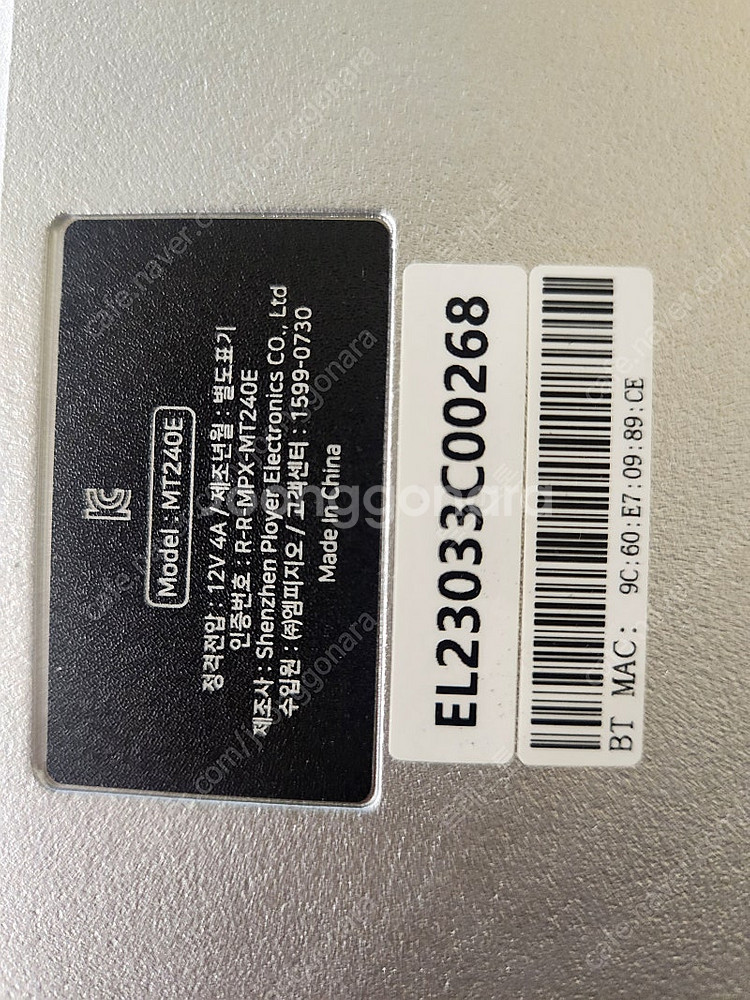 Model : MT240E
정격전압 : 12V 4A / 제조년월 : 별도표기
인증번호 : R-R-MPX-MT240E
제조사 : Shenzhen Ployer Electronics CO., Ltd
수입원 : ㈜엠피지오 / 고객센터 : 1599-0730
Made In China
EL23033C00268
BT MAC: 9C:60:E7:09:89:CE
joonggonara